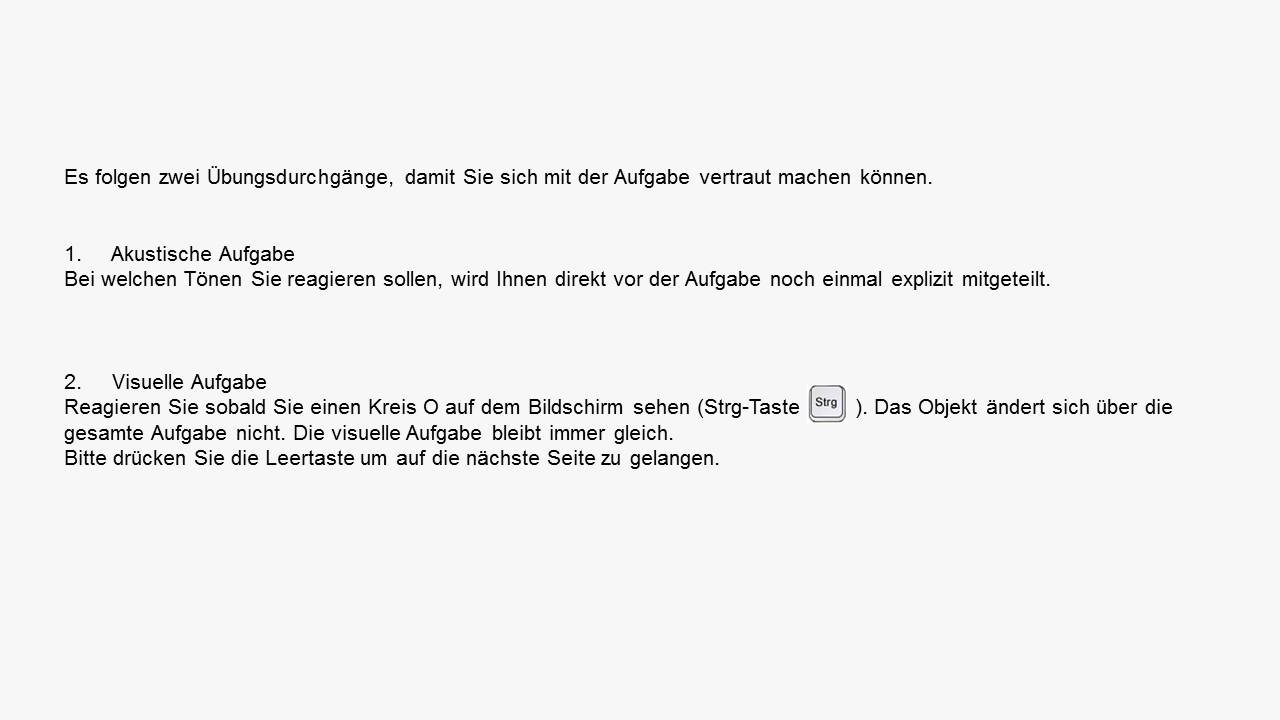 Es folgen zwei Übungsdurchgänge, damit Sie sich mit der Aufgabe vertraut machen können.
1. Akustische Aufgabe
Bei welchen Tönen Sie reagieren sollen, wird Ihnen direkt vor der Aufgabe noch einmal explizit mitgeteilt.
2. Visuelle Aufgabe
Reagieren Sie sobald Sie einen Kreis O auf dem Bildschirm sehen (Strg-Taste Strg ). Das Objekt ändert sich über die
gesamte Aufgabe nicht. Die visuelle Aufgabe bleibt immer gleich.
Bitte drücken Sie die Leertaste um auf die nächste Seite zu gelangen.